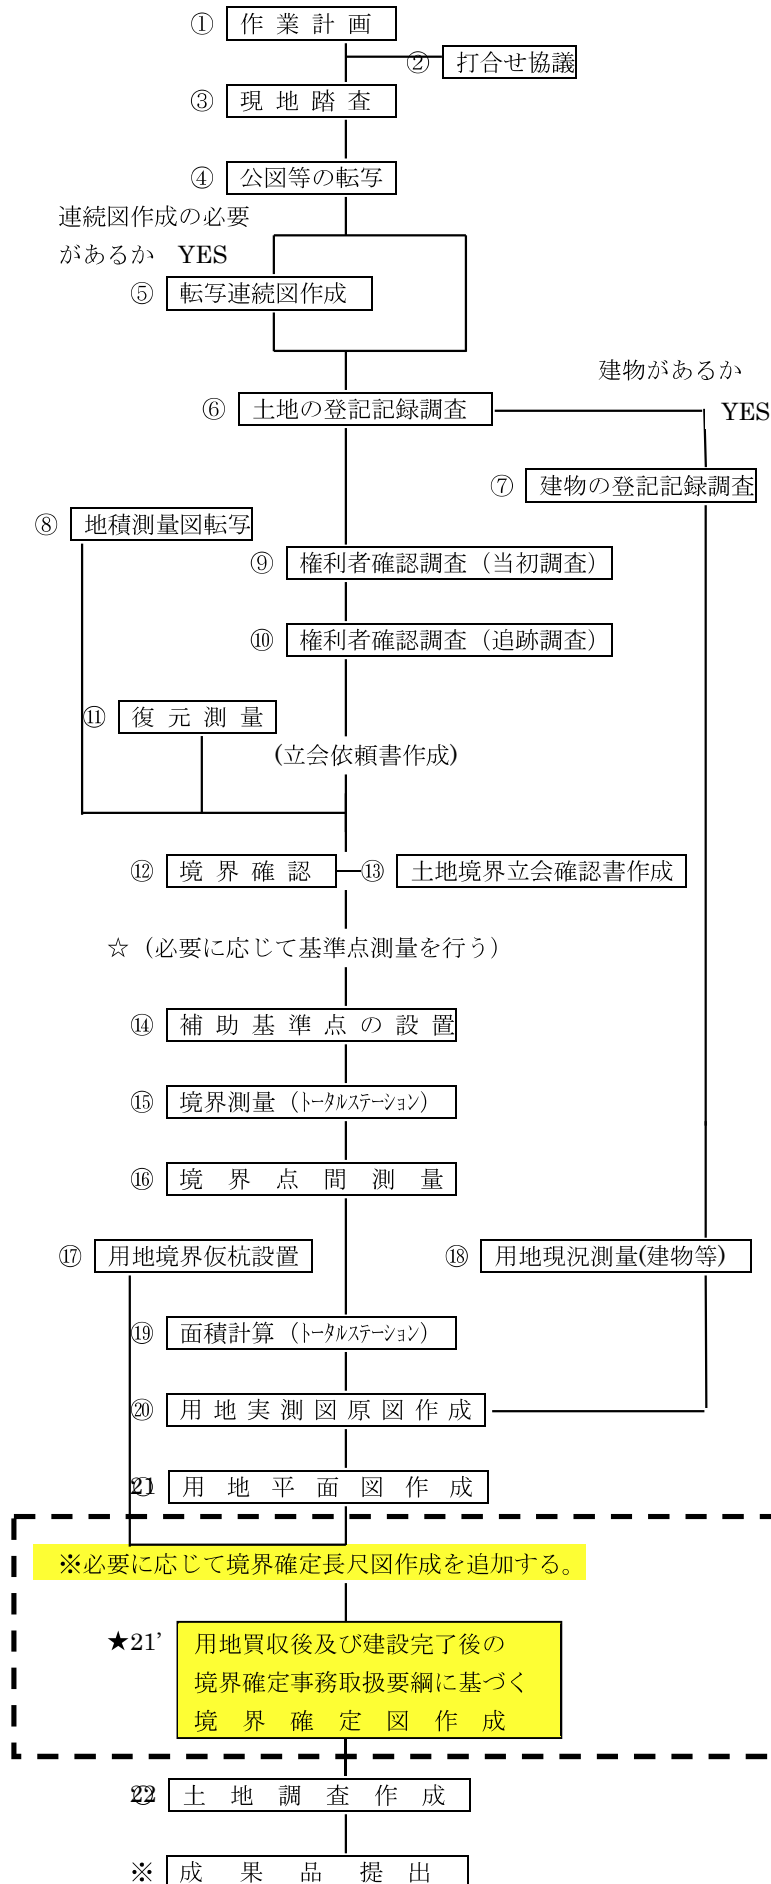 ① 作業計画
② 打合せ協議
③ 現地踏査
④ 公図等の転写
連続図作成の必要
があるか YES
⑤ 転写連続図作成
建物があるか
⑥ 土地の登記記録調査
YES
⑦ 建物の登記記録調査
⑧ 地積測量図転写
⑨ 権利者確認調査（当初調査）
⑩ 権利者確認調査（追跡調査）
⑪ 復元測量
(立会依頼書作成)
⑫ 境界確認
⑬ 土地境界立会確認書作成
☆（必要に応じて基準点測量を行う）
⑭ 補助基準点の設置
⑮ 境界測量（ﾄｰﾀﾙｽﾃｰｼｮﾝ）
⑯ 境界点間測量
⑰ 用地境界仮杭設置
⑱ 用地現況測量(建物等)
⑲ 面積計算（ﾄｰﾀﾙｽﾃｰｼｮﾝ）
⑳ 用地実測図原図作成
㉑ 用地平面図作成
※必要に応じて境界確定長尺図作成を追加する。
★21’ 用地買収後及び建設完了後の
境界確定事務取扱要綱に基づく
境界確定図作成
㉒ 土地調査作成
※ 成果品提出